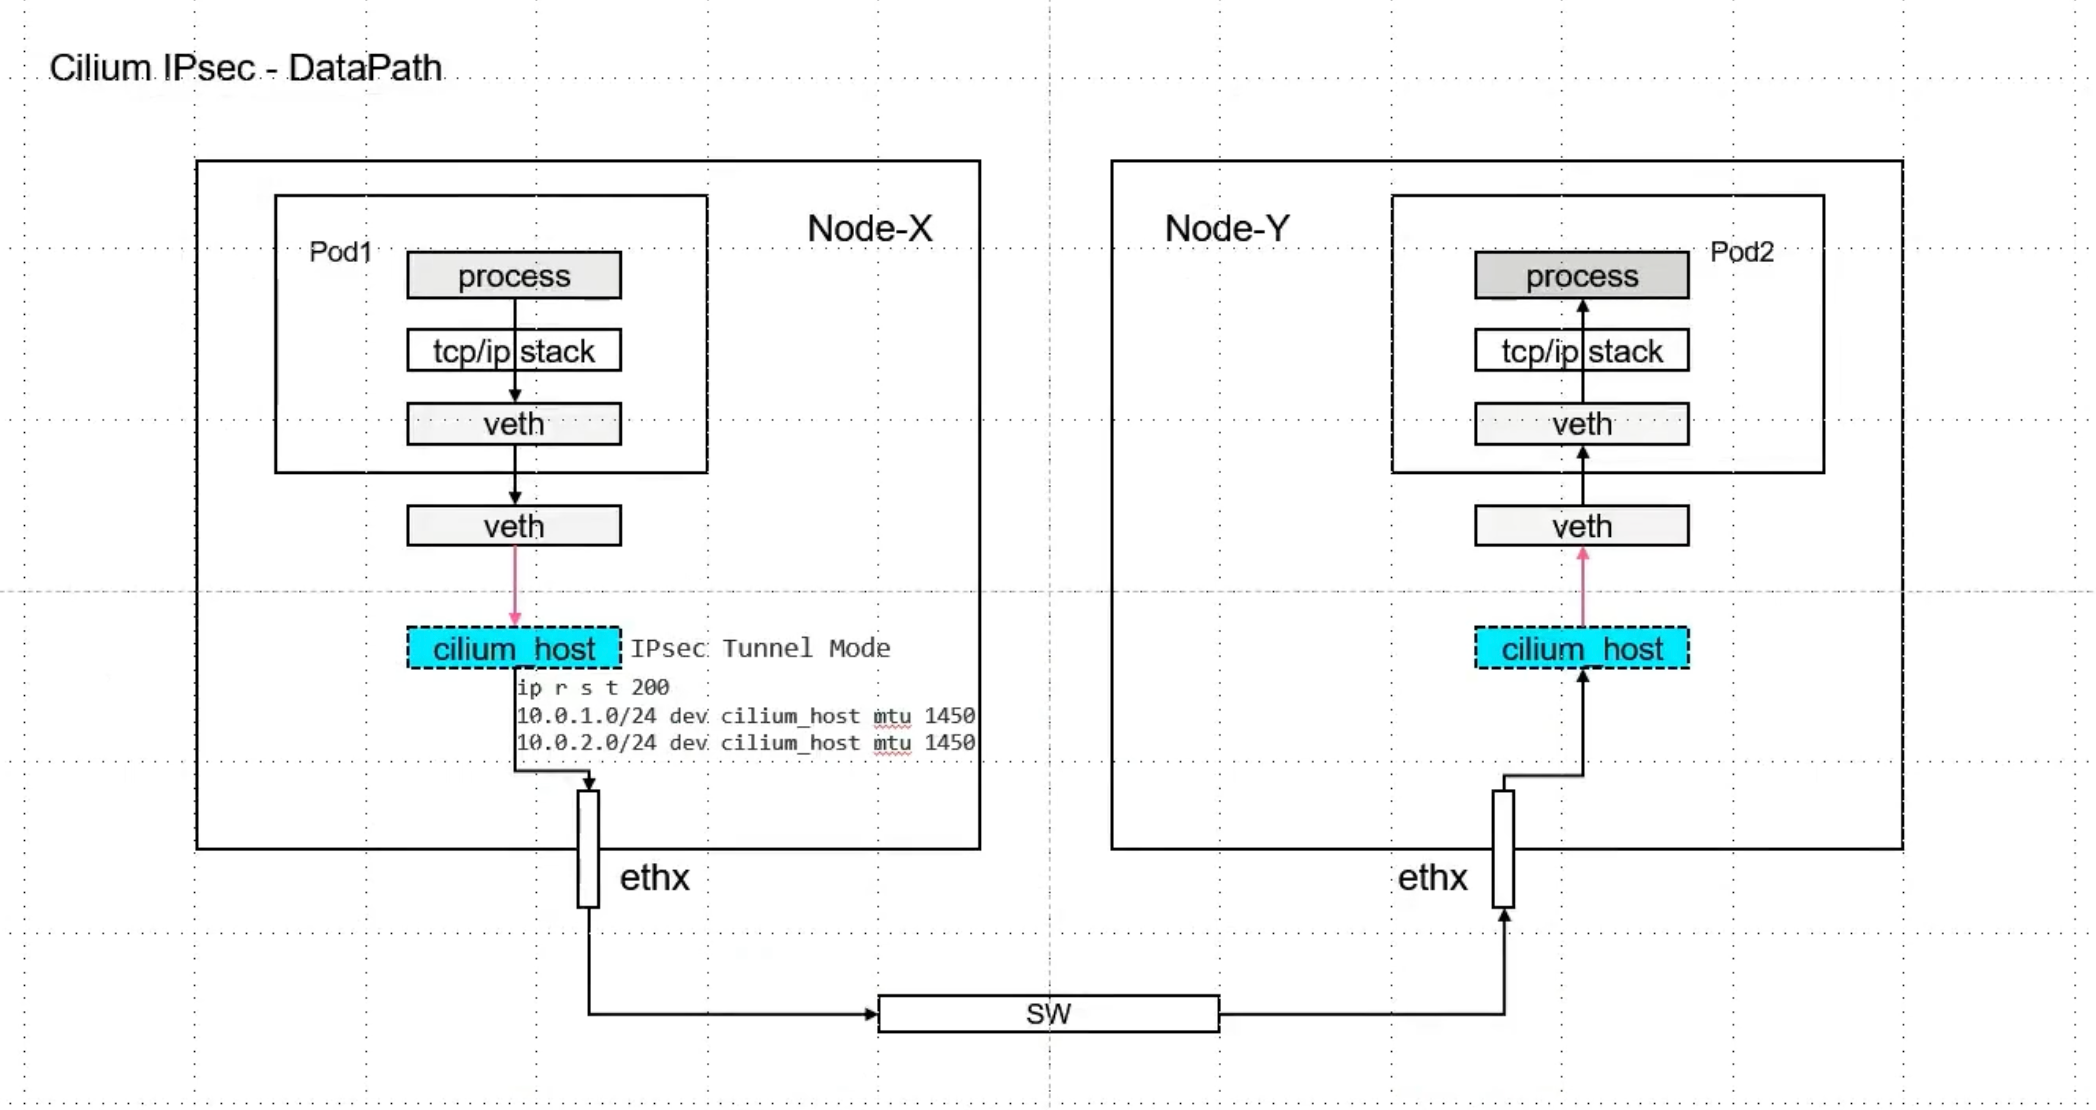 Cilium IPsec - DataPath
Node-X
Pod1
process
tcp/ip stack
veth
veth
cilium_host
IPsec Tunnel Mode
ip r s t 200
10.0.1.0/24 dev cilium_host mtu 1450
10.0.2.0/24 dev cilium_host mtu 1450
ethx
Node-Y
Pod2
process
tcp/ip stack
veth
veth
cilium_host
ethx
SW